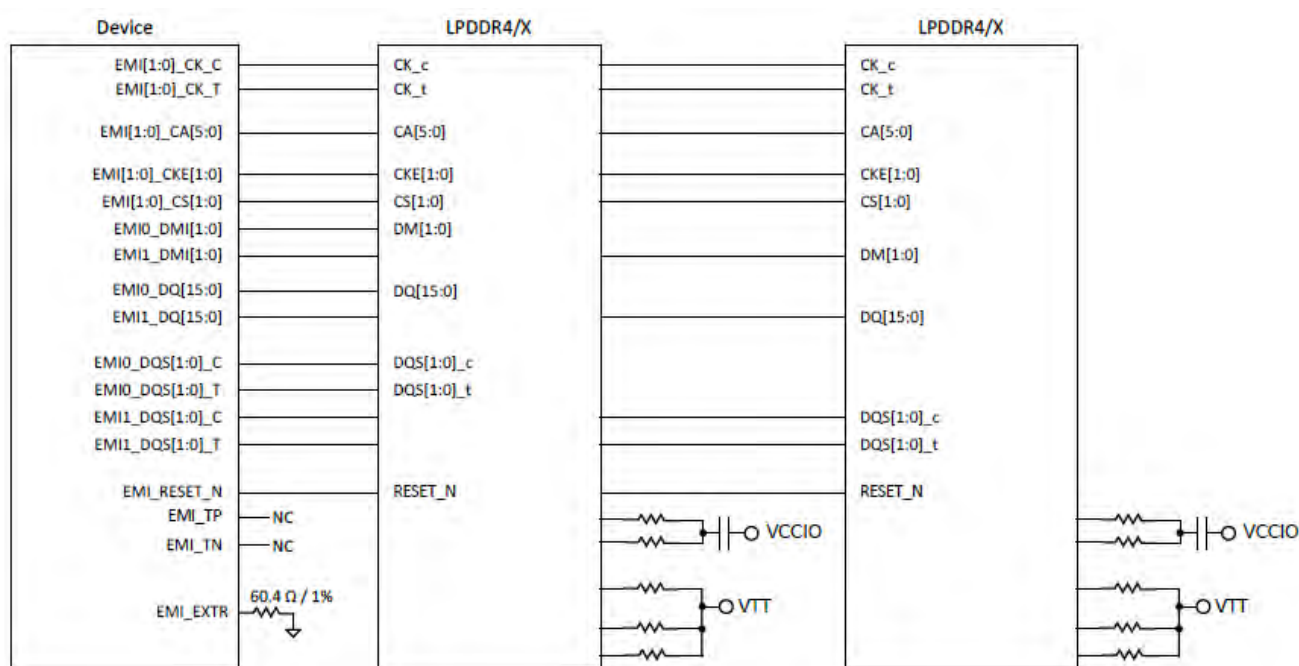 Device
LPDDR4/X
LPDDR4/X
EMI[1:0]_CK_C
CK_c
CK_c
EMI[1:0]_CK_T
CK_t
CK_t
EMI[1:0]_CA[5:0]
CA[5:0]
CA[5:0]
EMI[1:0]_CKE[1:0]
CKE[1:0]
CKE[1:0]
EMI[1:0]_CS[1:0]
CS[1:0]
CS[1:0]
EMI0_DMI[1:0]
DM[1:0]
EMI1_DMI[1:0]
DM[1:0]
EMI0_DQ[15:0]
DQ[15:0]
EMI1_DQ[15:0]
DQ[15:0]
EMI0_DQS[1:0]_C
DQS[1:0]_c
EMI0_DQS[1:0]_T
DQS[1:0]_t
EMI1_DQS[1:0]_C
DQS[1:0]_c
EMI1_DQS[1:0]_T
DQS[1:0]_t
EMI_RESET_N
RESET_N
RESET_N
EMI_TP
NC
VCCIO
VCCIO
EMI_TN
NC
60.4 Ω / 1%
EMI_EXTR
VTT
VTT